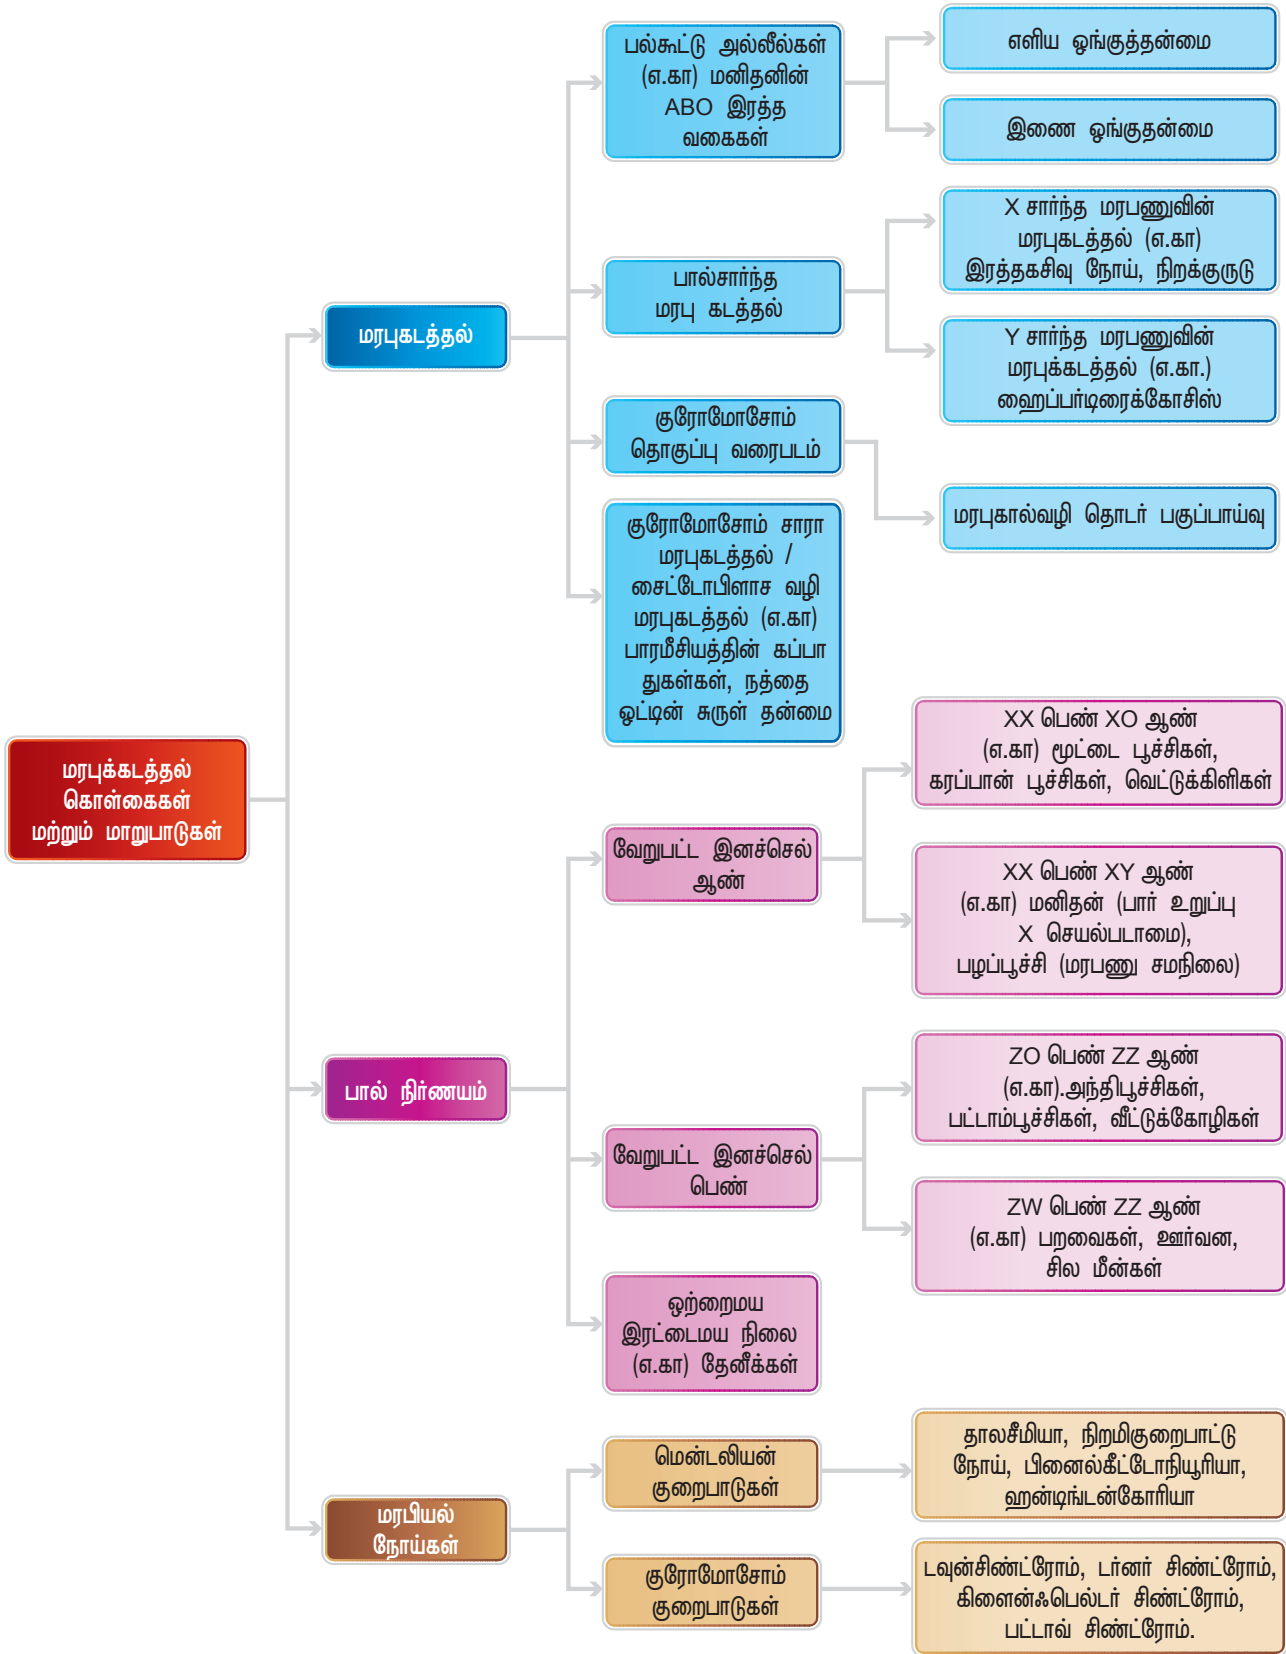 மரபுக்கடத்தல்
கொள்கைகள்
மற்றும் மாறுபாடுகள்
மரபுகடத்தல்
பல்கூட்டு அல்லீல்கள்
(எ.கா) மனிதனின்
ABO இரத்த
வகைகள்
எளிய ஒங்குத்தன்மை
இணை ஒங்குதன்மை
பால்சார்ந்த
மரபு கடத்தல்
X சார்ந்த மரபணுவின்
மரபுகடத்தல் (எ.கா)
இரத்தகசிவு நோய், நிறக்குருடு
Y சார்ந்த மரபணுவின்
மரபுக்கடத்தல் (எ.கா.)
ஹைப்பர்டிரைக்கோசிஸ்
குரோமோசோம்
தொகுப்பு வரைபடம்
மரபுகால்வழி தொடர் பகுப்பாய்வு
குரோமோசோம் சாரா
மரபுகடத்தல் /
சைட்டோபிளாச வழி
மரபுகடத்தல் (எ.கா)
பாரமீசியத்தின் கப்பா
துகள்கள், நத்தை
ஒட்டின் சுருள் தன்மை
பால் நிர்ணயம்
வேறுபட்ட இனச்செல்
ஆண்
XX பெண் XO ஆண்
(எ.கா) மூட்டை பூச்சிகள்,
கரப்பான் பூச்சிகள், வெட்டுக்கிளிகள்
XX பெண் XY ஆண்
(எ.கா) மனிதன் (பார் உறுப்பு
X செயல்படாமை),
பழப்பூச்சி (மரபணு சமநிலை)
வேறுபட்ட இனச்செல்
பெண்
ZO பெண் ZZ ஆண்
(எ.கா).அந்திபூச்சிகள்,
பட்டாம்பூச்சிகள், வீட்டுக்கோழிகள்
ZW பெண் ZZ ஆண்
(எ.கா) பறவைகள், ஊர்வன,
சில மீன்கள்
ஒற்றைமய
இரட்டைமய நிலை
(எ.கா) தேனீக்கள்
மரபியல்
நோய்கள்
மென்டலியன்
குறைபாடுகள்
தாலசீமியா, நிறமிகுறைபாட்டு
நோய், பினைல்கீட்டோநியூரியா,
ஹன்டிங்டன்கோரியா
குரோமோசோம்
குறைபாடுகள்
டவுன்சிண்ட்ரோம், டர்னர் சிண்ட்ரோம்,
கிளைன்ஃபெல்டர் சிண்ட்ரோம்,
பட்டாவ் சிண்ட்ரோம்.